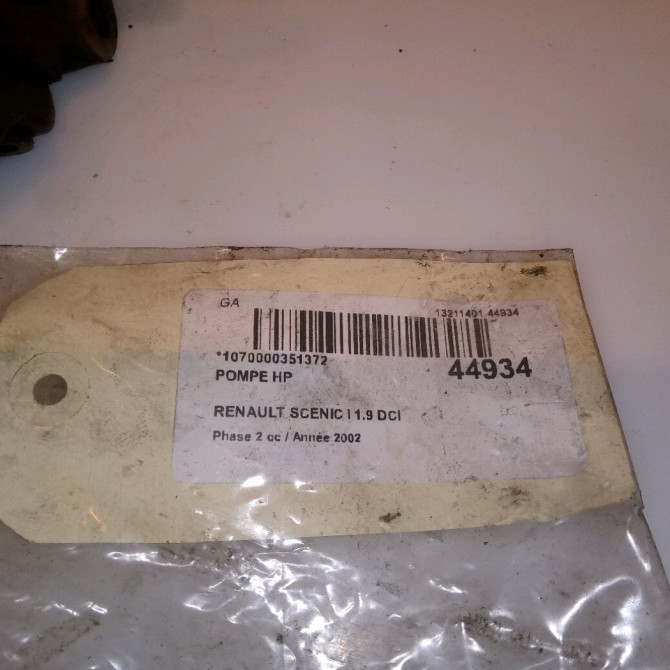 GA
13211401 44934
*1070000351372
44934
POMPE HP
RENAULT SCENIC I 1.9 DCI
Phase 2 cc / Année 2002